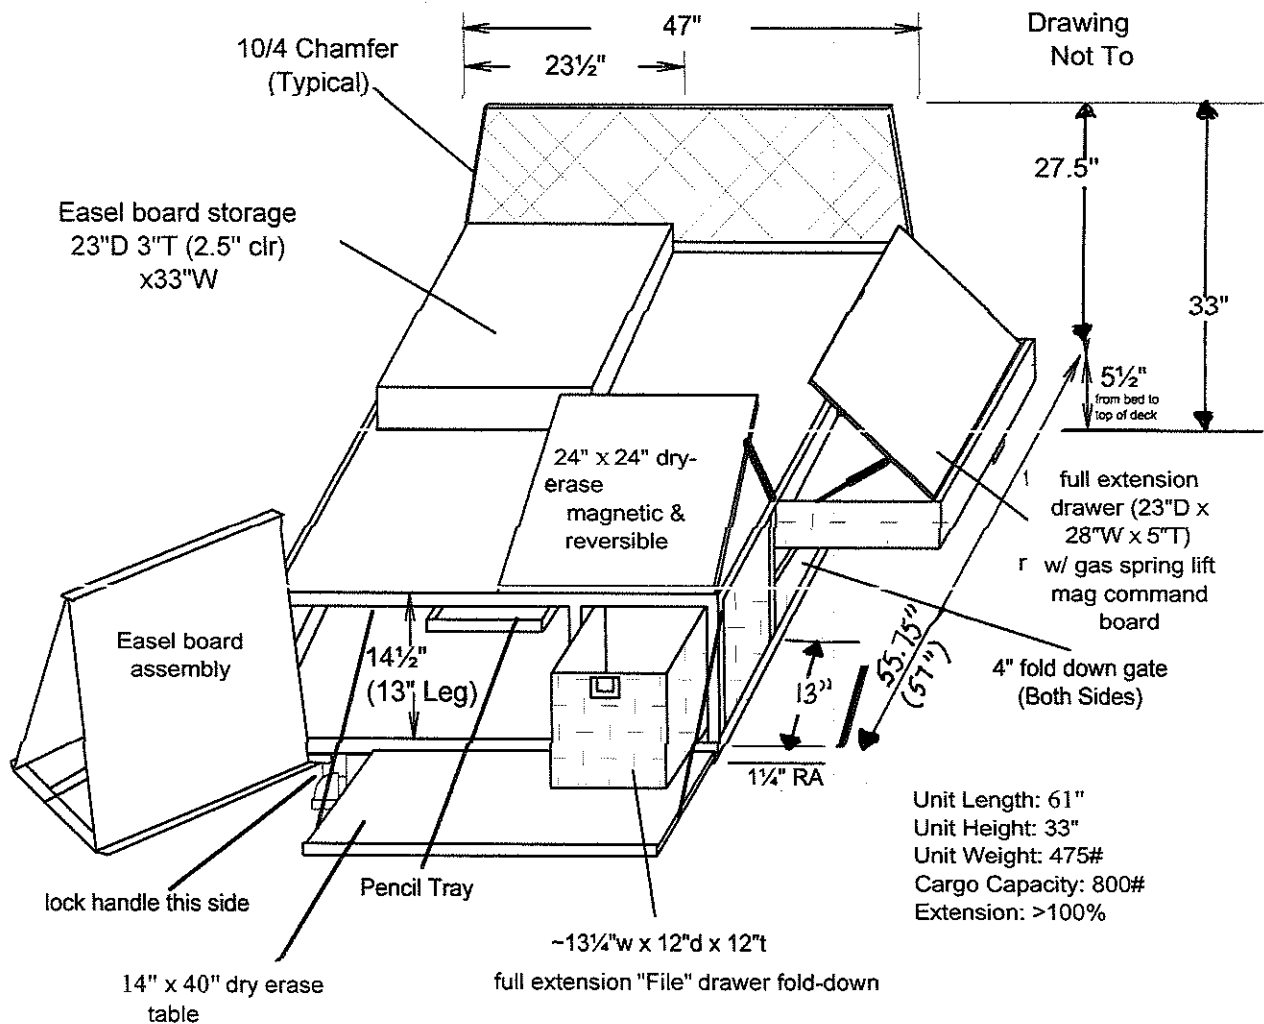 47"
23½"
Drawing
Not To
10/4 Chamfer
(Typical)
27.5"
33"
Easel board storage
23"D 3"T (2.5" clr)
x33"W
5½"
from bed to
top of deck
24" x 24" dry-
erase
magnetic &
reversible
full extension
drawer (23"D x
28"W x 5"T)
r w/ gas spring lift
mag command
board
Easel board
assembly
14½"
(13" Leg)
55.75"
(57")
4" fold down gate
(Both Sides)
13"
1¼" RA
Unit Length: 61"
Unit Height: 33"
Unit Weight: 475#
Cargo Capacity: 800#
Extension: >100%
lock handle this side
Pencil Tray
~13¼"w x 12"d x 12"t
full extension "File" drawer fold-down
14" x 40" dry erase
table